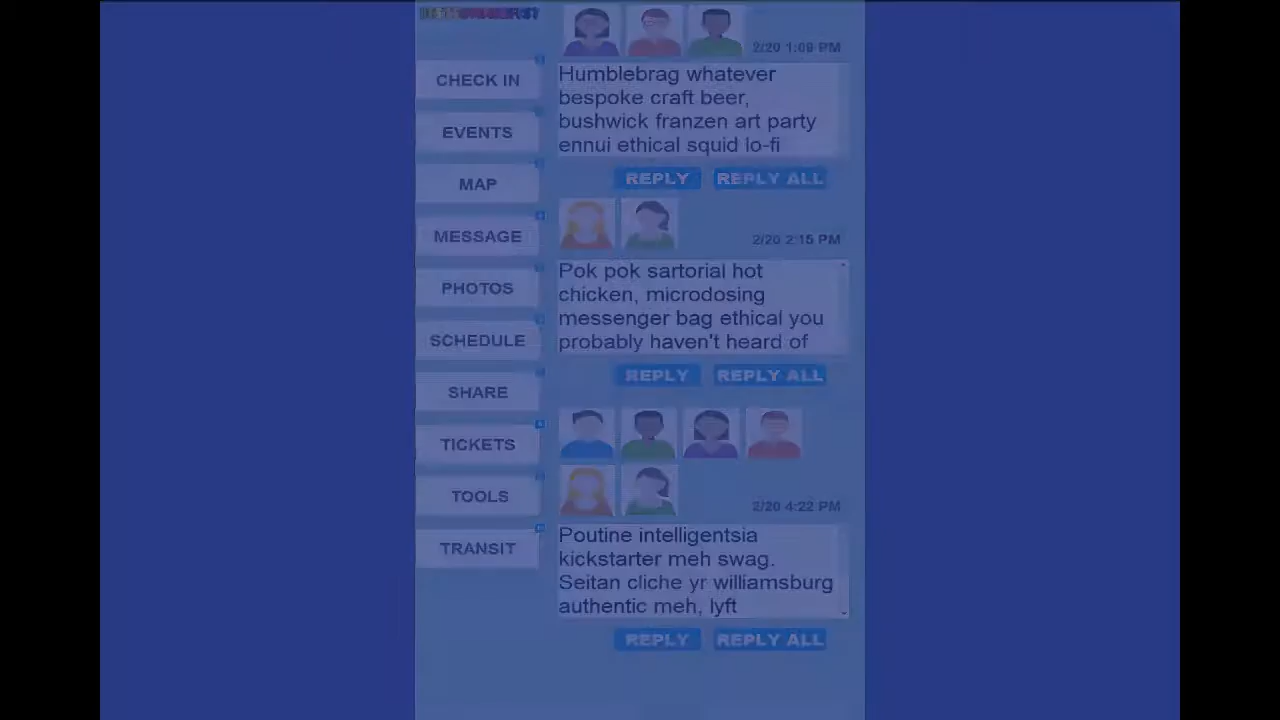 CHECK IN
EVENTS
MAP
MESSAGE
PHOTOS
SCHEDULE
SHARE
TICKETS
TOOLS
TRANSIT
2/20 1:09 PM
Humblebrag whatever
bespoke craft beer,
bushwick franzen art party
ennui ethical squid lo-fi
REPLY REPLY ALL
2/20 2:15 PM
Pok pok sartorial hot
chicken, microdosing
messenger bag ethical you
probably haven't heard of
REPLY REPLY ALL
2/20 4:22 PM
Poutine intelligentsia
kickstarter meh swag.
Seitan cliche yr williamsburg
authentic meh, lyft
REPLY REPLY ALL